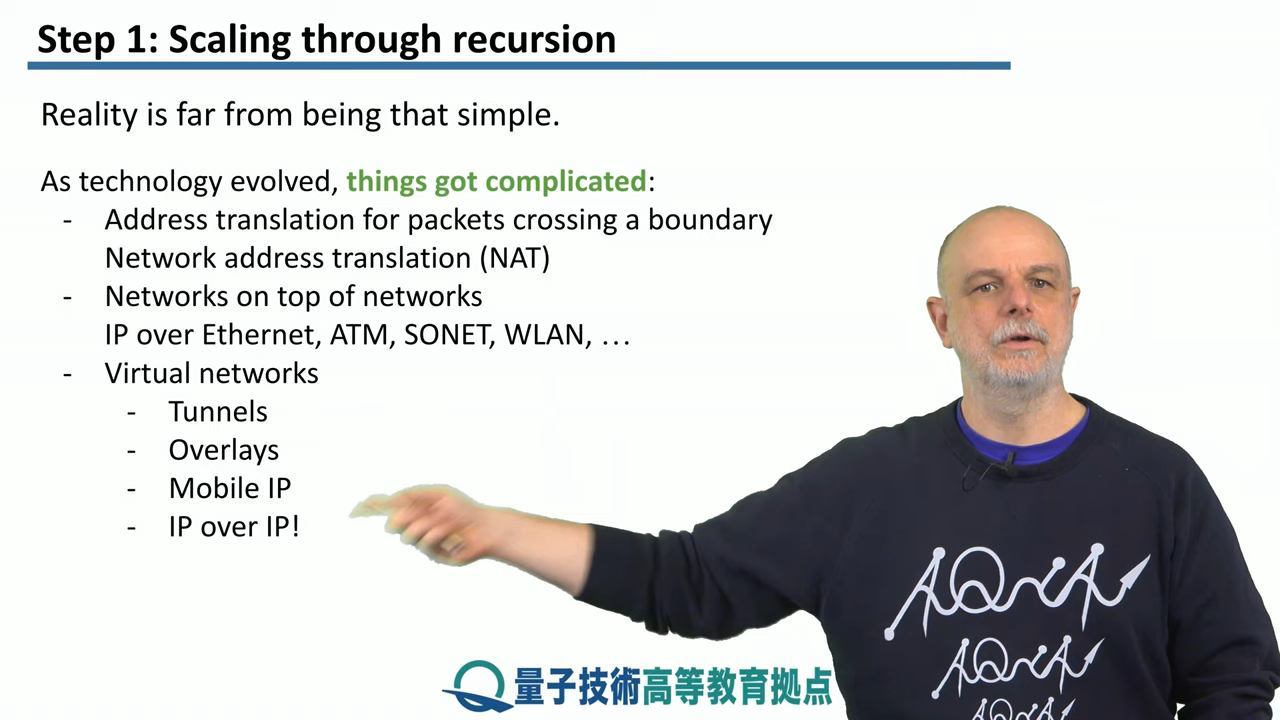 Step 1: Scaling through recursion
Reality is far from being that simple.
As technology evolved, things got complicated:
- Address translation for packets crossing a boundary
Network address translation (NAT)
- Networks on top of networks
IP over Ethernet, ATM, SONET, WLAN, …
- Virtual networks
- Tunnels
- Overlays
- Mobile IP
- IP over IP!
AQUA
AQUA
AQUA
量子技術高等教育拠点